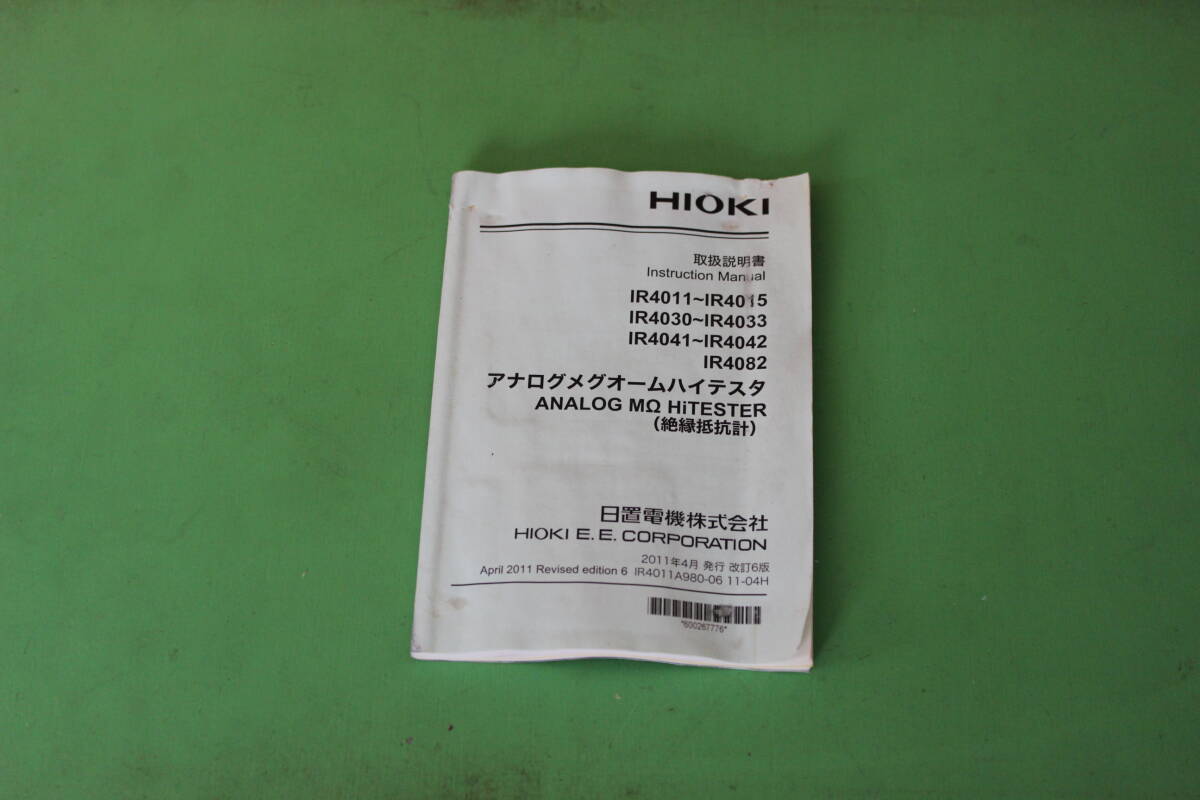 HIOKI
取扱説明書
Instruction Manual
IR4011~IR4015
IR4030~IR4033
IR4041~IR4042
IR4082
アナログメグオームハイテスタ
ANALOG MΩ HiTESTER
（絶縁抵抗計）
日置電機株式会社
HIOKI E. E. CORPORATION
2011年4月 発行 改訂6版
April 2011 Revised edition 6 IR4011A980-06 11-04H
*600267776*